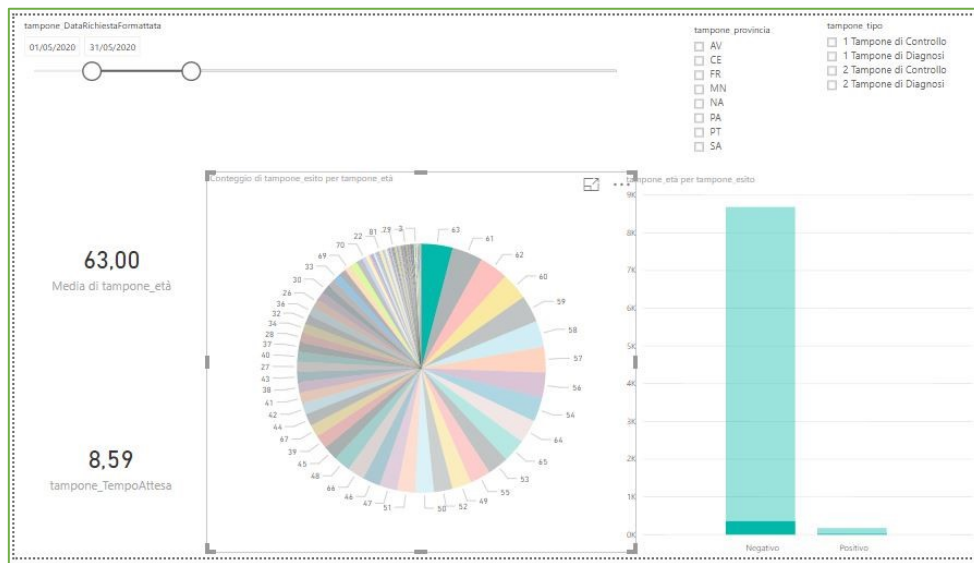 tampone_DataRichiestaFormattata
01/05/2020 31/05/2020
tampone_provincia
AV
CE
FR
MN
NA
PA
PT
SA
tampone_tipo
1 Tampone di Controllo
1 Tampone di Diagnosi
2 Tampone di Controllo
2 Tampone di Diagnosi
63,00
Media di tampone_età
8,59
tampone_TempoAttesa
Conteggio di tampone_esito per tampone_età
63
61
62
60
59
58
57
56
54
64
65
53
55
49
52
50
51
47
46
66
48
45
39
67
44
42
41
38
43
27
40
37
28
34
32
36
26
30
33
69
70
22
81
29
3
tampone_età per tampone_esito
9K
8K
7K
6K
5K
4K
3K
2K
1K
0K
Negativo
Positivo